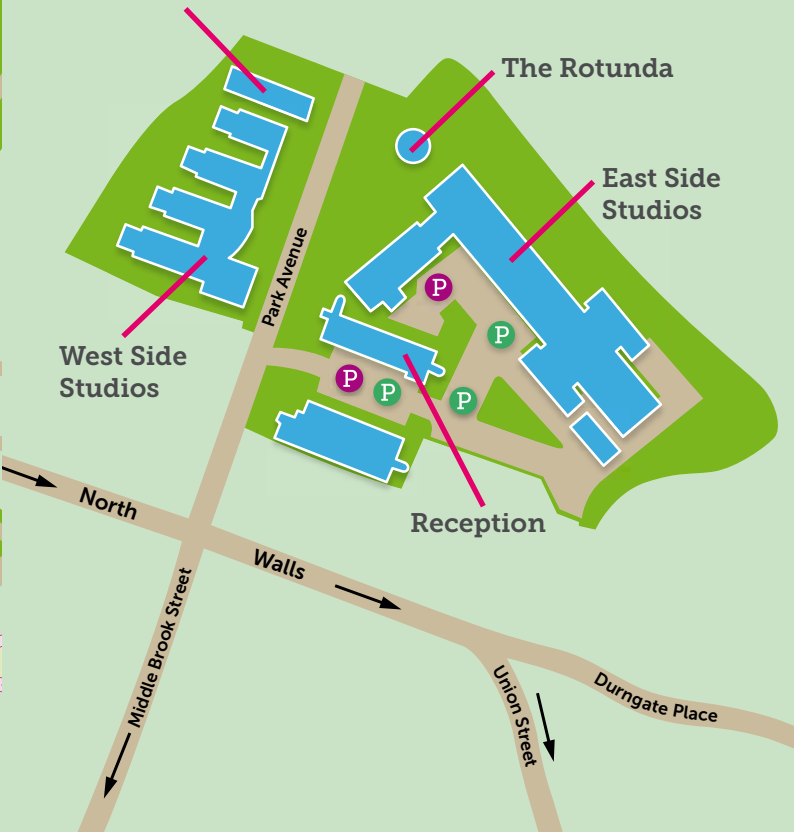 The Rotunda
East Side
Studios
Park Avenue
P
P
West Side
Studios
P
P
P
Reception
North
Walls
Middle Brook Street
Union Street
Durngate Place